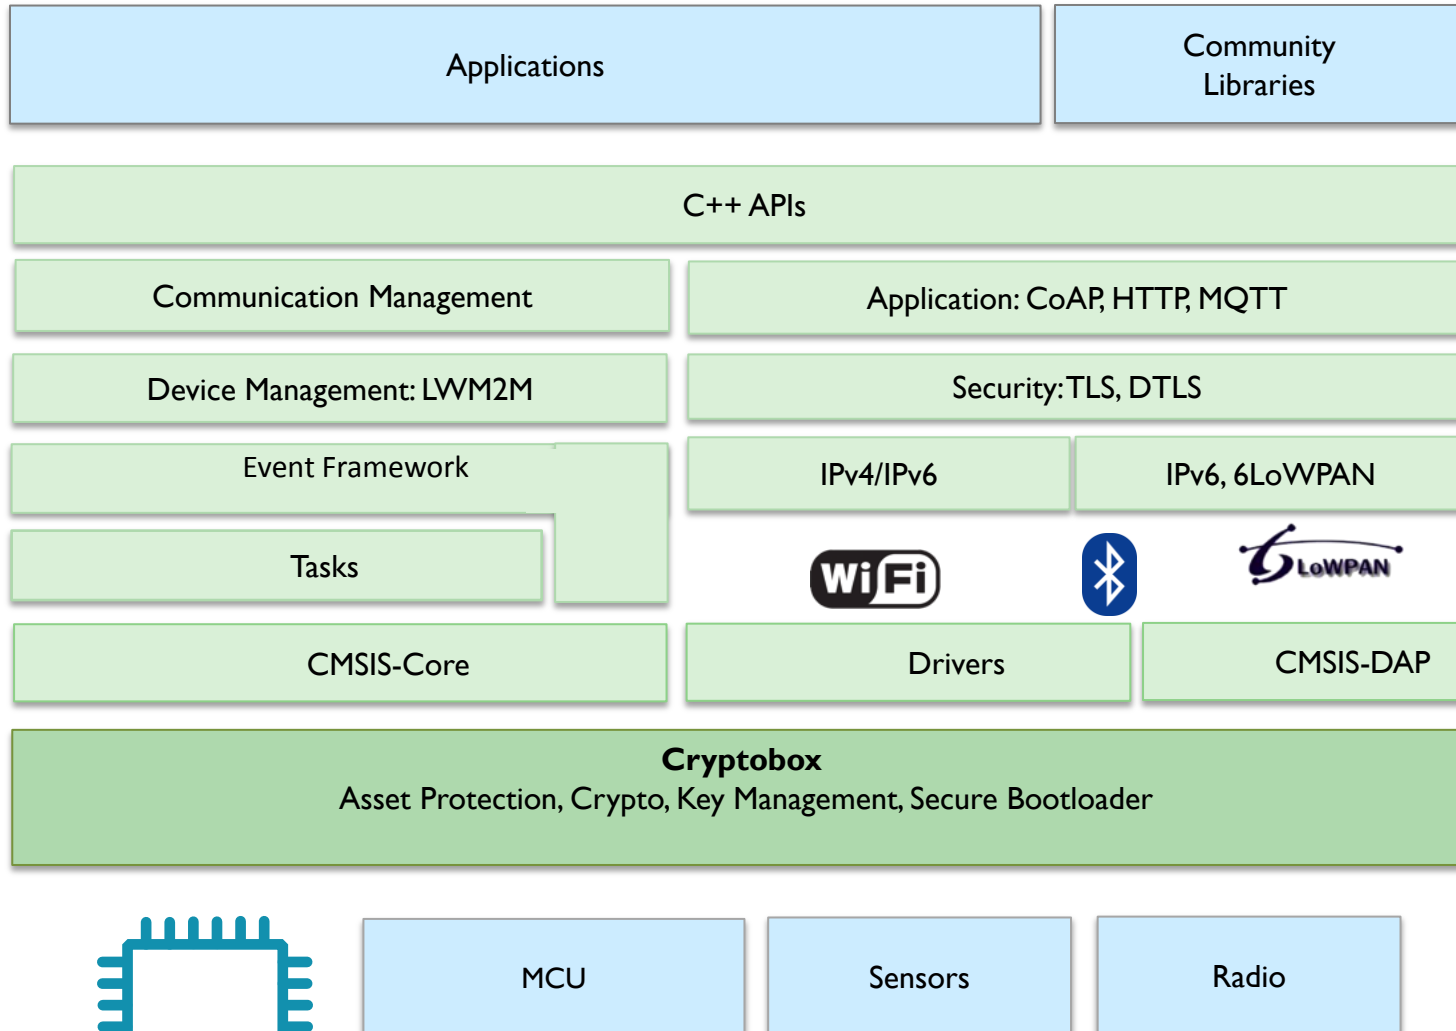 Applications
Community
Libraries
C++ APIs
Communication Management
Application: CoAP, HTTP, MQTT
Device Management: LWM2M
Security: TLS, DTLS
Event Framework
IPv4/IPv6
IPv6, 6LoWPAN
Tasks
WiFi
6LoWPAN
CMSIS-Core
Drivers
CMSIS-DAP
Cryptobox
Asset Protection, Crypto, Key Management, Secure Bootloader
MCU
Sensors
Radio